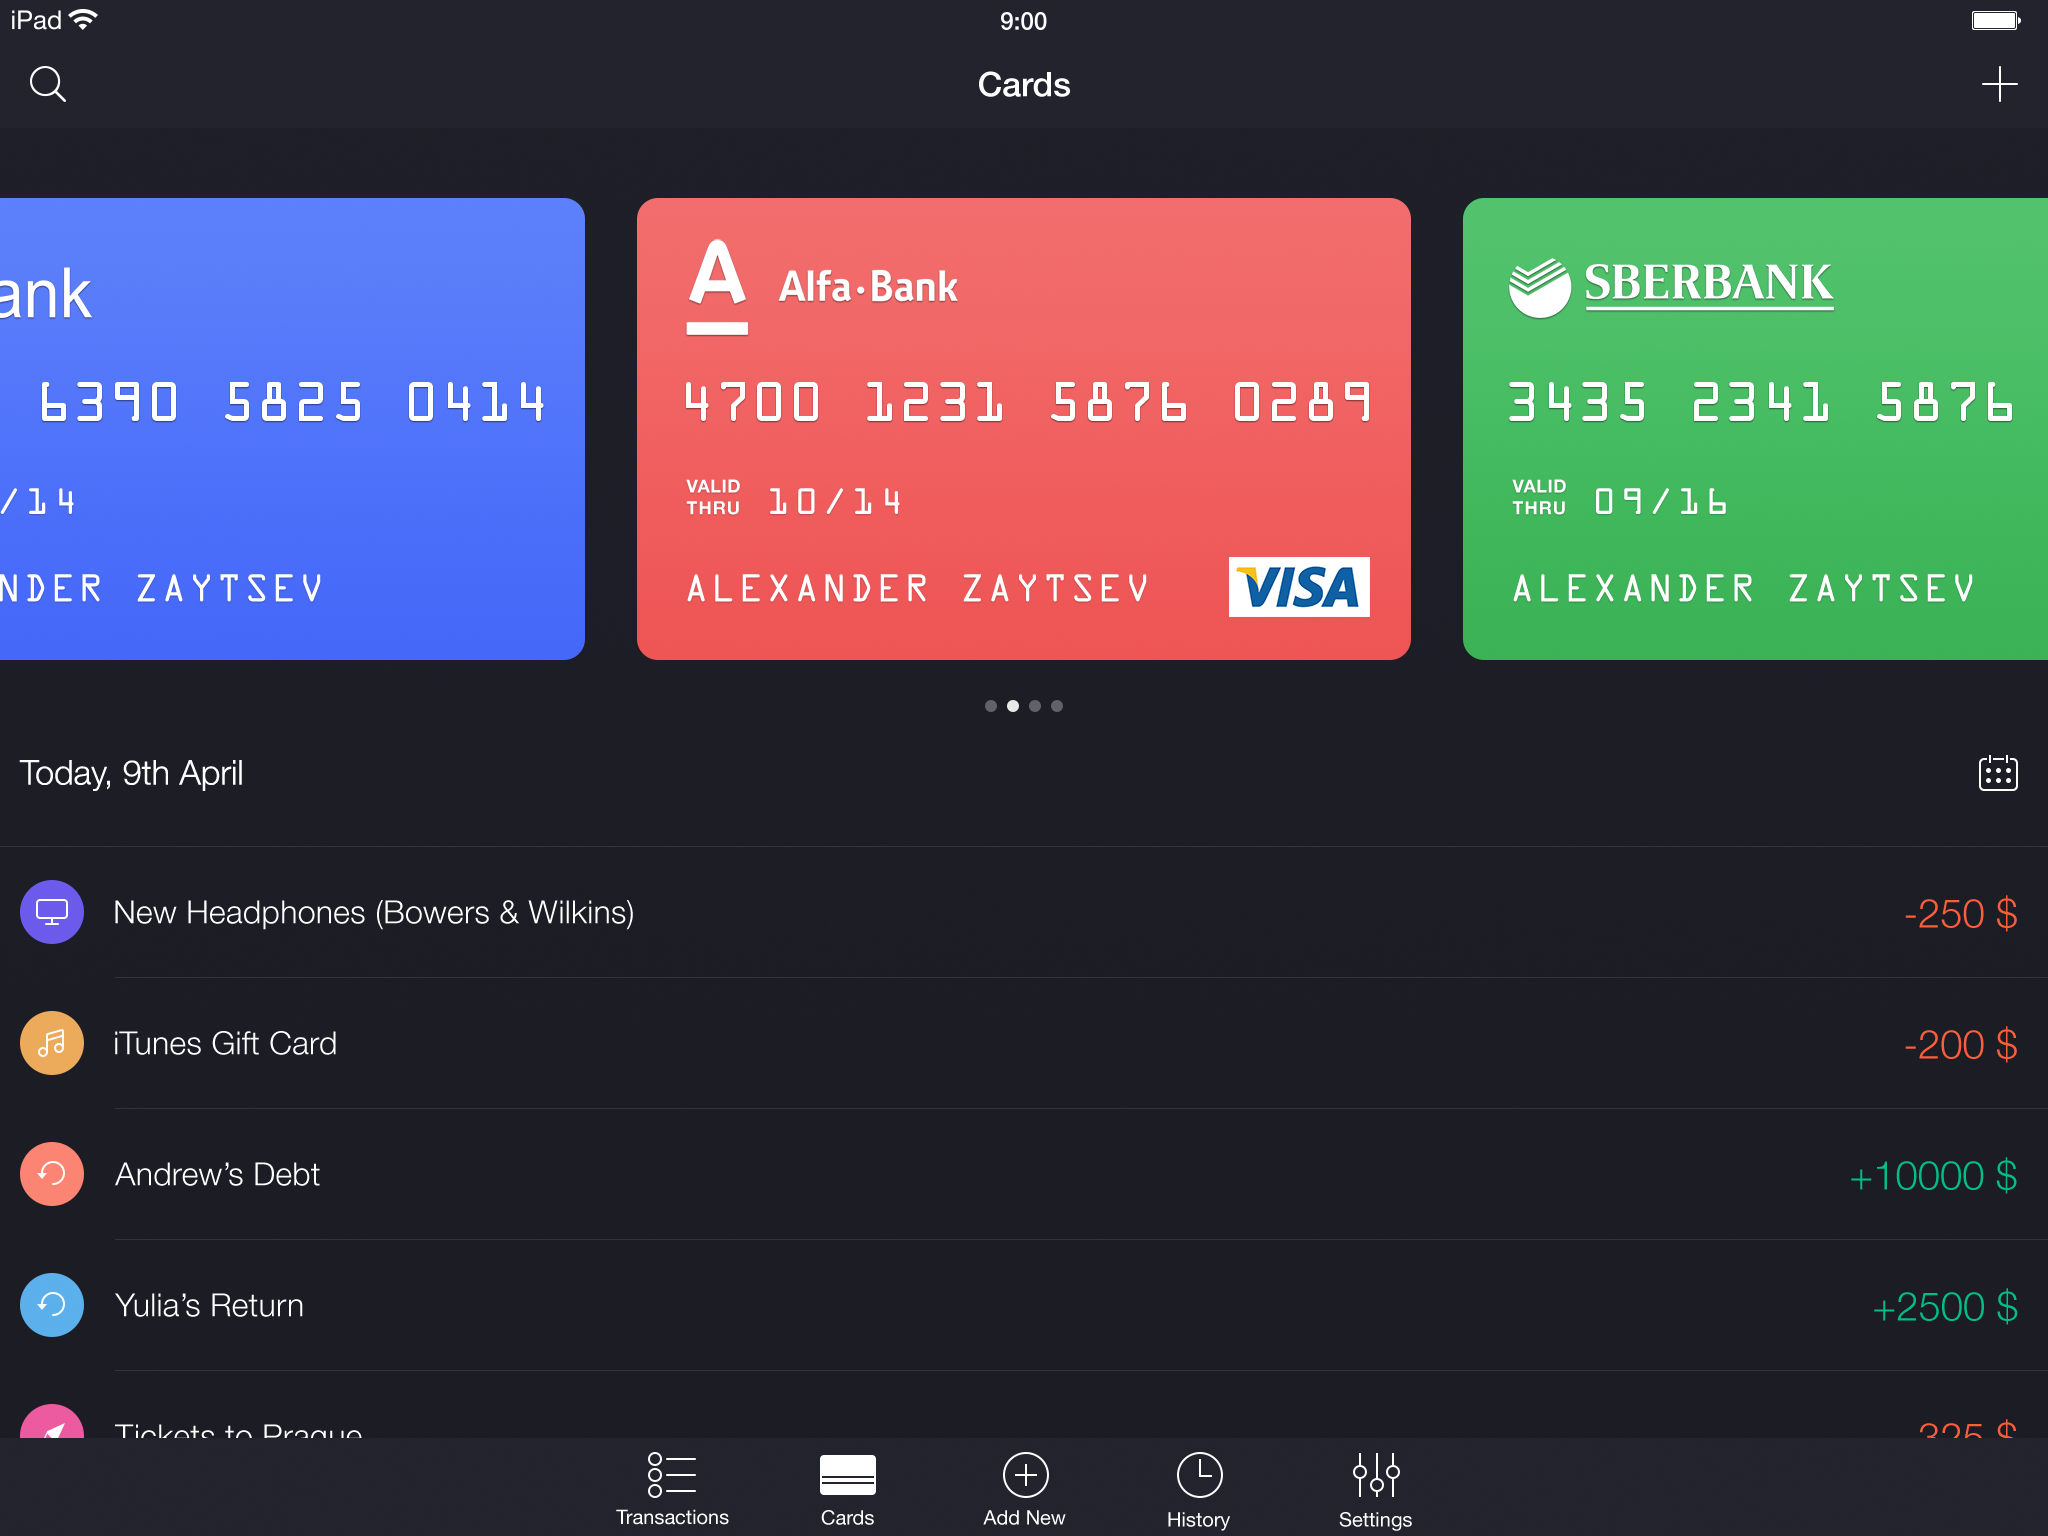 iPad 9:00
Cards
ank
6390 5825 0414
/14
NDER ZAYTSEV
A Alfa·Bank
4700 1231 5876 0289
VALID THRU 10/14
ALEXANDER ZAYTSEV VISA
SBERBANK
3435 2341 5876
VALID THRU 09/16
ALEXANDER ZAYTSEV
Today, 9th April
New Headphones (Bowers & Wilkins) -250 $
iTunes Gift Card -200 $
Andrew’s Debt +10000 $
Yulia’s Return +2500 $
Tickets to Prague 325 $
Transactions Cards Add New History Settings